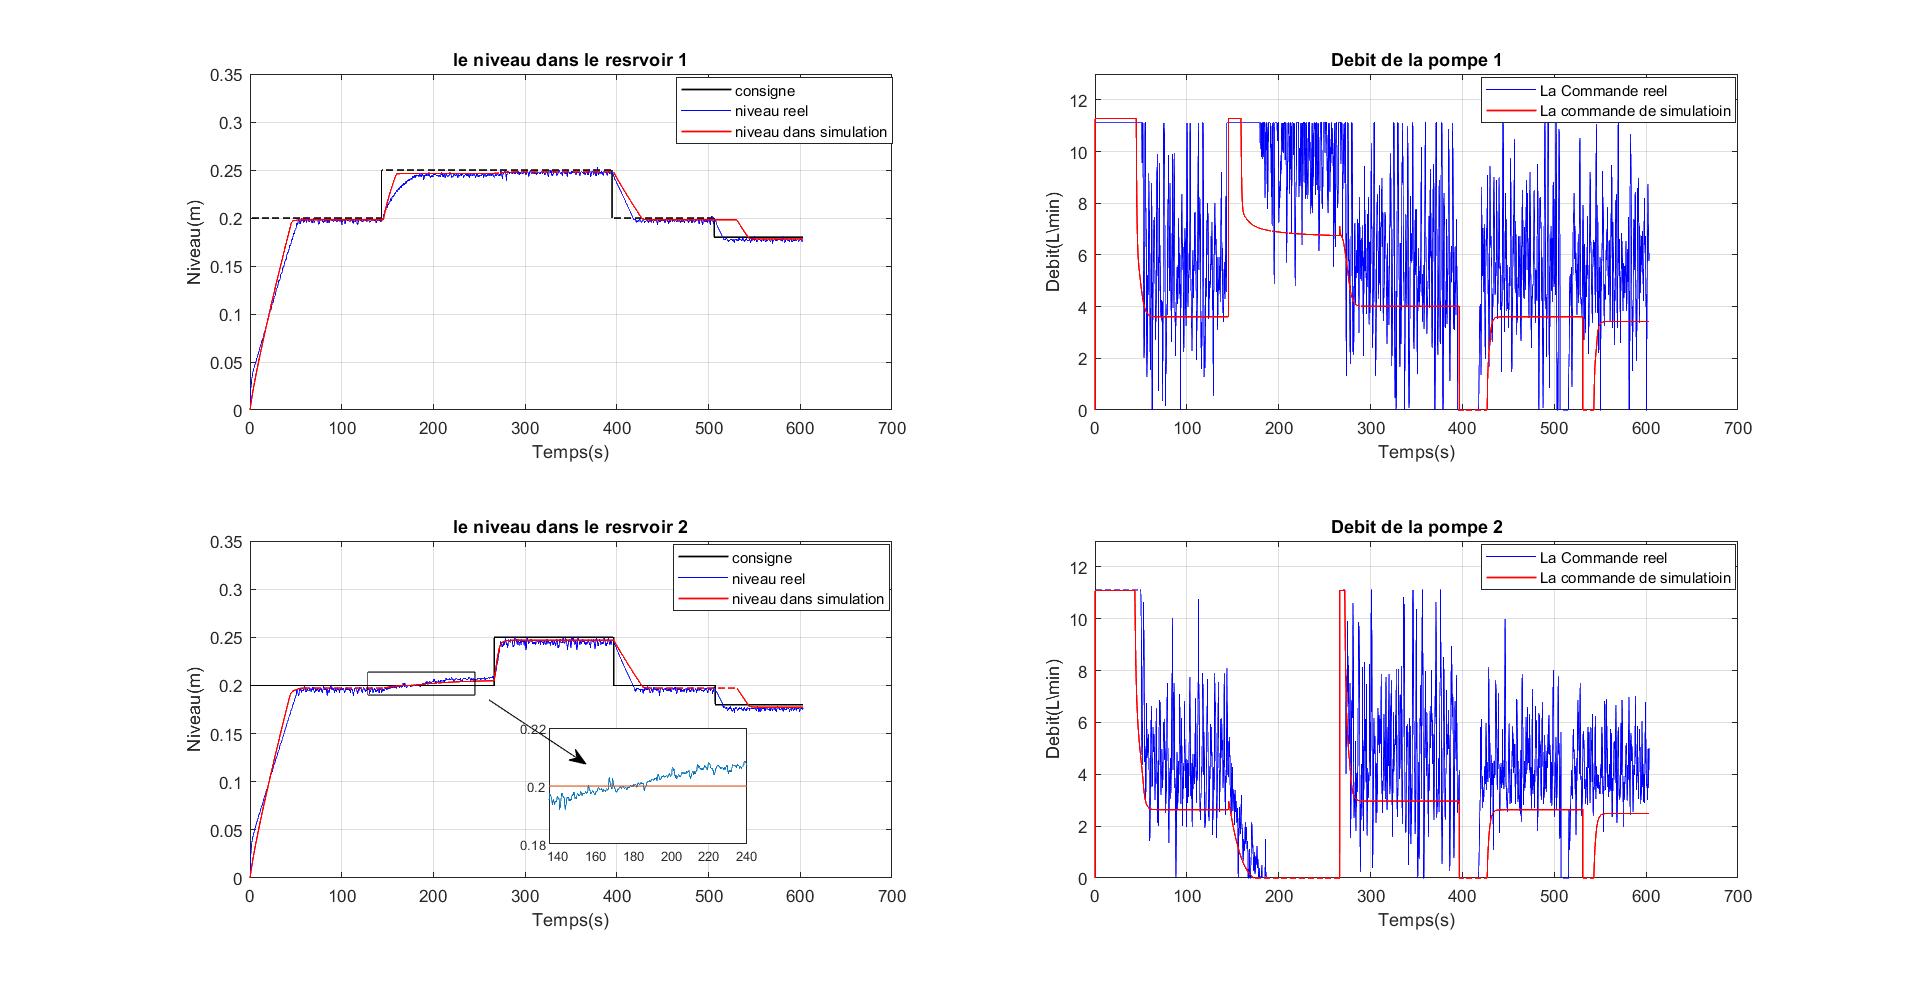 le niveau dans le resrvoir 1
0.35
0.3
0.25
0.2
0.15
0.1
0.05
0
Niveau(m)
consigne
niveau reel
niveau dans simulation
0 100 200 300 400 500 600 700
Temps(s)
Debit de la pompe 1
12
10
8
6
4
2
0
Debit(L\min)
La Commande reel
La commande de simulatioin
0 100 200 300 400 500 600 700
Temps(s)
le niveau dans le resrvoir 2
0.35
0.3
0.25
0.2
0.15
0.1
0.05
0
Niveau(m)
consigne
niveau reel
niveau dans simulation
0.22
0.2
0.18
140 160 180 200 220 240
0 100 200 300 400 500 600 700
Temps(s)
Debit de la pompe 2
12
10
8
6
4
2
0
Debit(L\min)
La Commande reel
La commande de simulatioin
0 100 200 300 400 500 600 700
Temps(s)